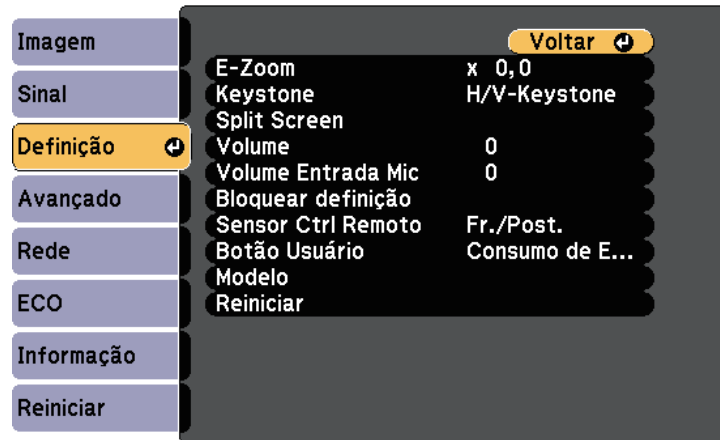 Imagem
Sinal
Definição
Avançado
Rede
ECO
Informação
Reiniciar
Voltar
E-Zoom x 0,0
Keystone H/V-Keystone
Split Screen
Volume 0
Volume Entrada Mic 0
Bloquear definição
Sensor Ctrl Remoto Fr./Post.
Botão Usuário Consumo de E...
Modelo
Reiniciar